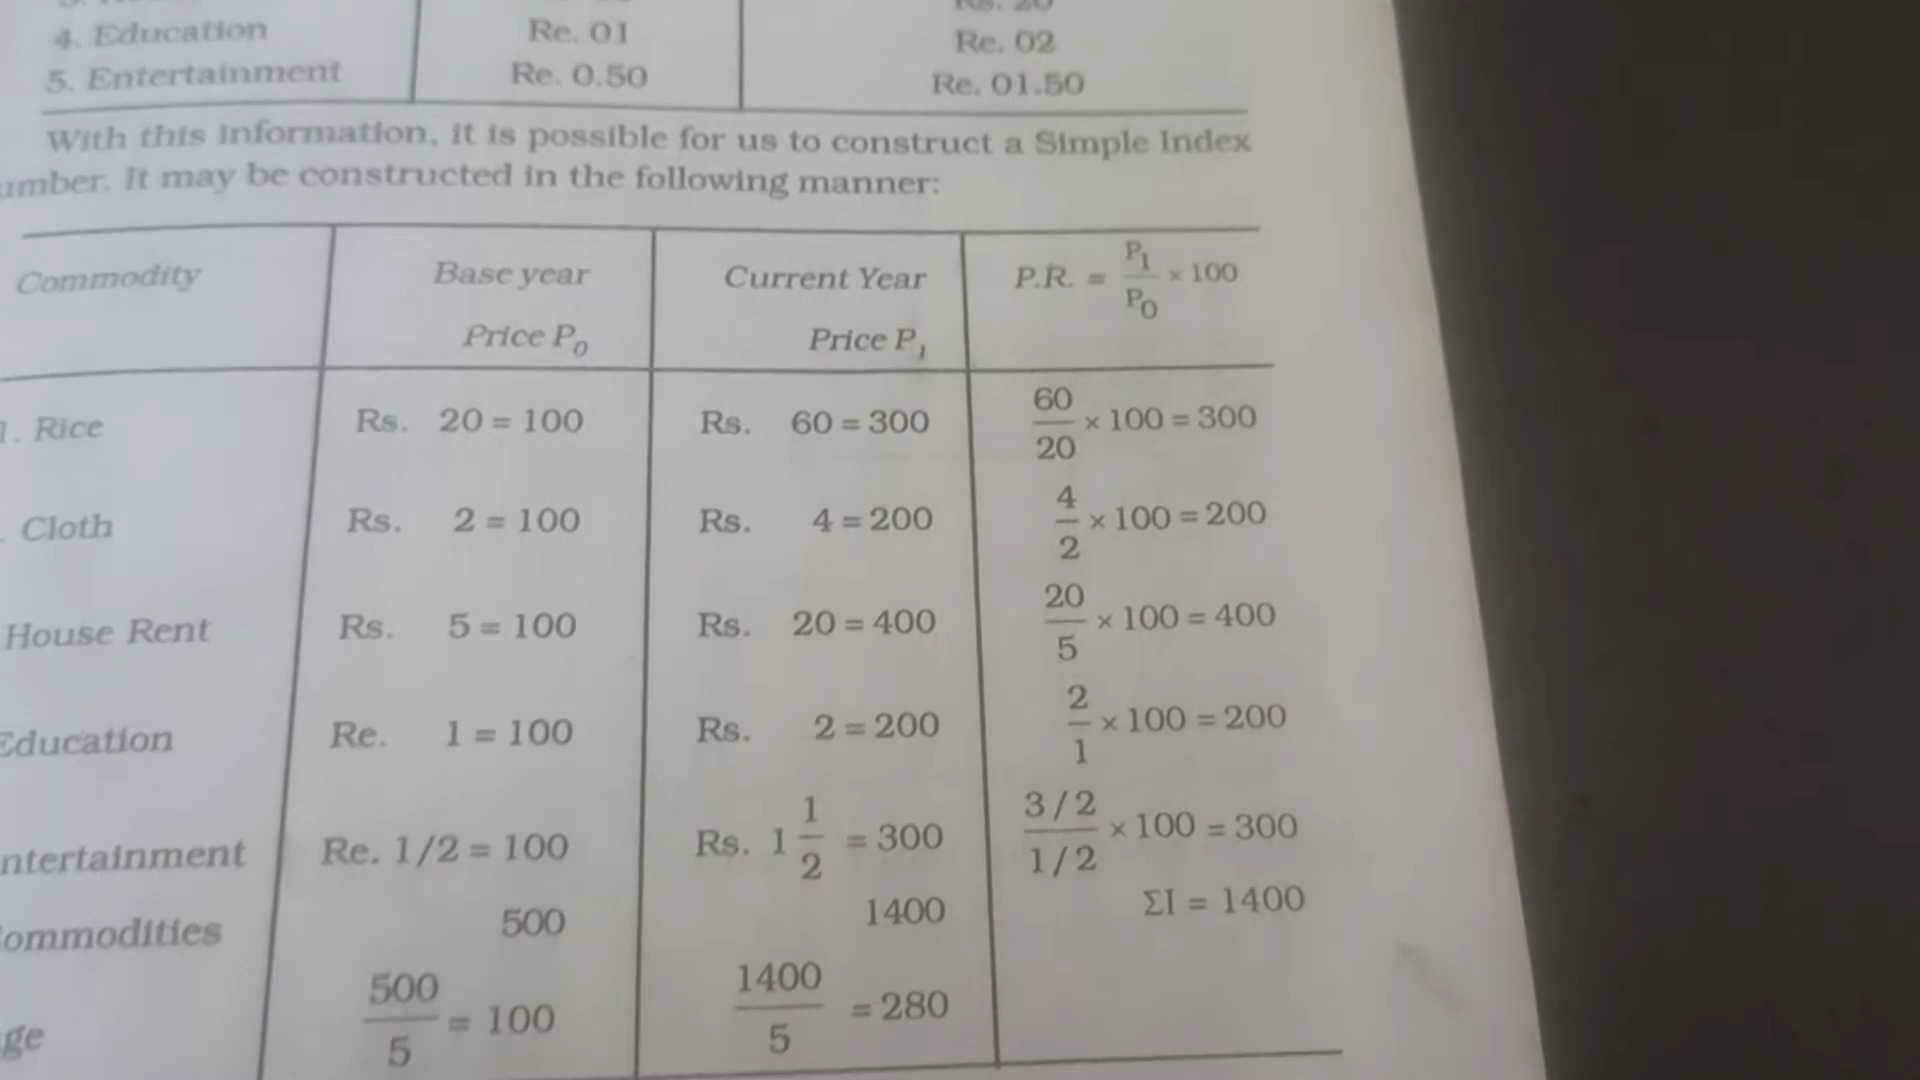 4. Education Re. 01 Re. 02
5. Entertainment Re. 0.50 Re. 01.50
With this information, it is possible for us to construct a Simple Index
umber. It may be constructed in the following manner:
Commodity Base year Current Year P.R. = P1/P0 × 100
Price P0 Price P1
1. Rice Rs. 20 = 100 Rs. 60 = 300 60/20 × 100 = 300
. Cloth Rs. 2 = 100 Rs. 4 = 200 4/2 × 100 = 200
House Rent Rs. 5 = 100 Rs. 20 = 400 20/5 × 100 = 400
Education Re. 1 = 100 Rs. 2 = 200 2/1 × 100 = 200
ntertainment Re. 1/2 = 100 Rs. 1 1/2 = 300 3/2 / 1/2 × 100 = 300
ommodities 500 1400 ΣI = 1400
ge 500/5 = 100 1400/5 = 280